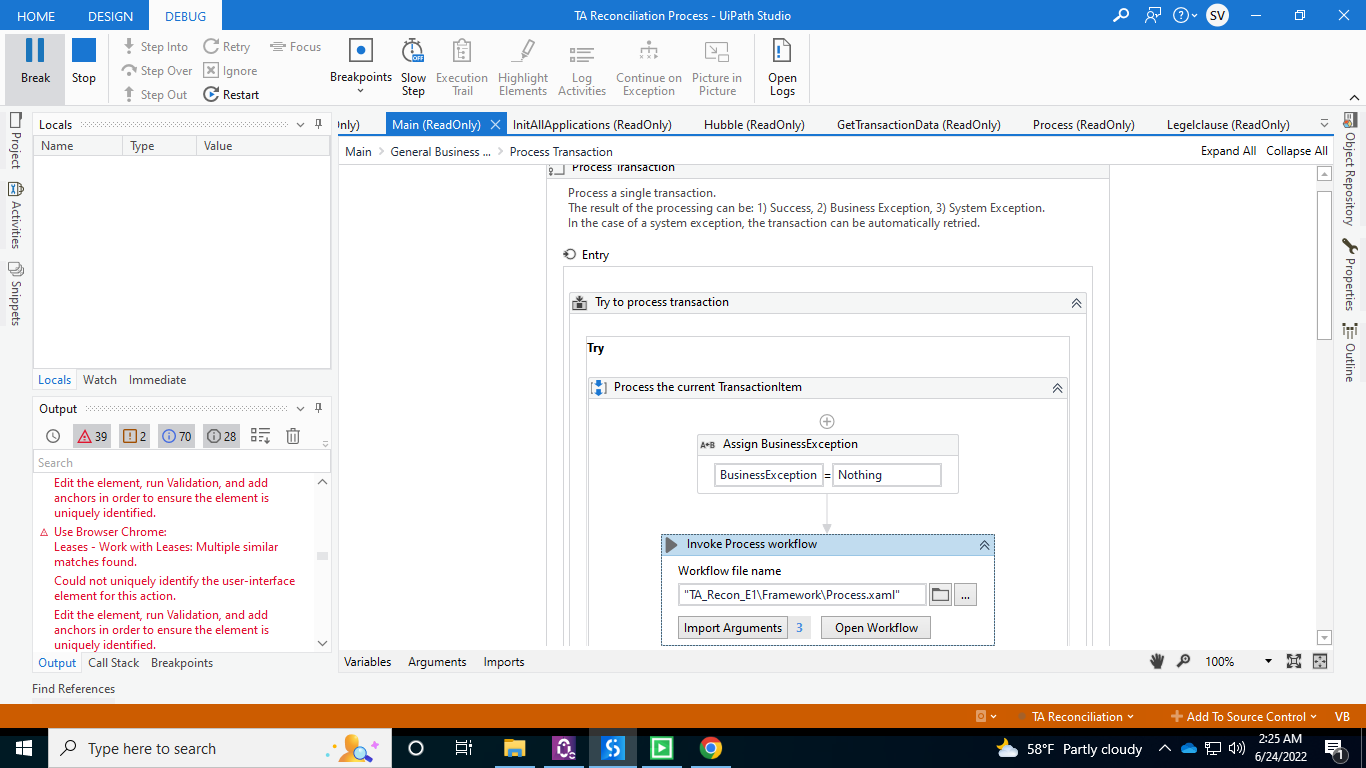 HOME DESIGN DEBUG TA Reconciliation Process - UiPath Studio SV
Break Stop Step Into Step Over Step Out Retry Ignore Restart Focus
Breakpoints Slow Step Execution Trail Highlight Elements Log Activities Continue on Exception Picture in Picture Open Logs
Project
Activities
Snippets
Locals
Name Type Value
Locals Watch Immediate
Output
39 2 70 28
Search
Edit the element, run Validation, and add
anchors in order to ensure the element is
uniquely identified.
Use Browser Chrome:
Leases - Work with Leases: Multiple similar
matches found.
Could not uniquely identify the user-interface
element for this action.
Edit the element, run Validation, and add
anchors in order to ensure the element is
uniquely identified.
Output Call Stack Breakpoints
Find References
nly) Main (ReadOnly) InitAllApplications (ReadOnly) Hubble (ReadOnly) GetTransactionData (ReadOnly) Process (ReadOnly) Legelclause (ReadOnly)
Main General Business ... Process Transaction Expand All Collapse All
Process Transaction
Process a single transaction.
The result of the processing can be: 1) Success, 2) Business Exception, 3) System Exception.
In the case of a system exception, the transaction can be automatically retried.
Entry
Try to process transaction
Try
Process the current TransactionItem
A+B Assign BusinessException
BusinessException = Nothing
Invoke Process workflow
Workflow file name
"TA_Recon_E1\Framework\Process.xaml" ...
Import Arguments 3 Open Workflow
Variables Arguments Imports 100%
Object Repository
Properties
Outline
TA Reconciliation Add To Source Control VB
Type here to search 58°F Partly cloudy 2:25 AM
6/24/2022 1